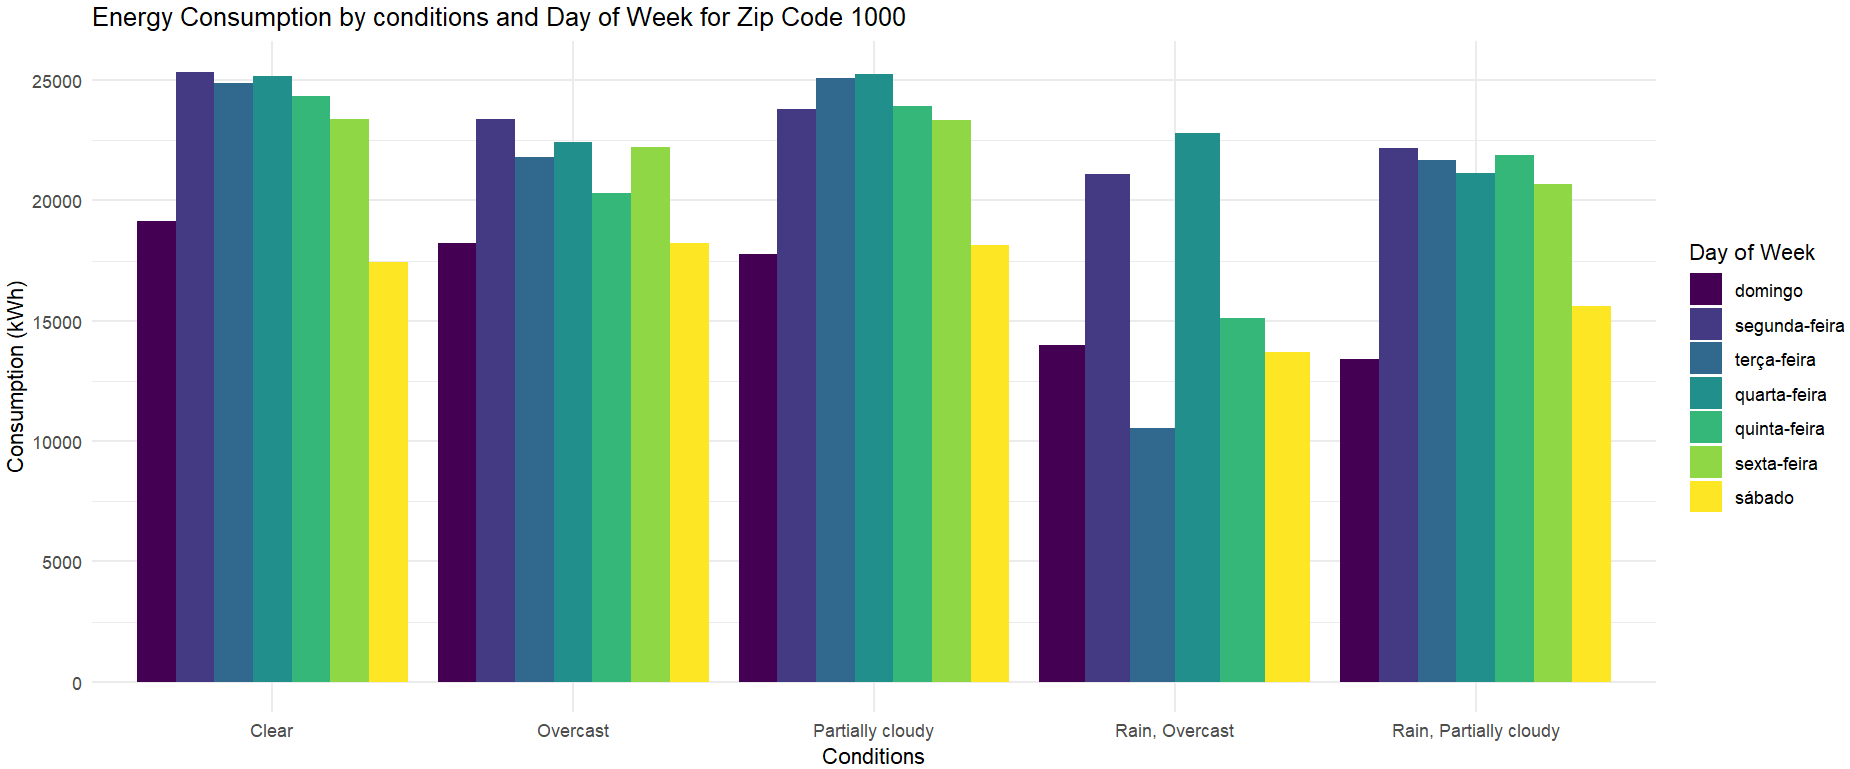 Energy Consumption by conditions and Day of Week for Zip Code 1000
Consumption (kWh)
25000
20000
15000
10000
5000
0
Clear
Overcast
Partially cloudy
Rain, Overcast
Rain, Partially cloudy
Conditions
Day of Week
domingo
segunda-feira
terça-feira
quarta-feira
quinta-feira
sexta-feira
sábado